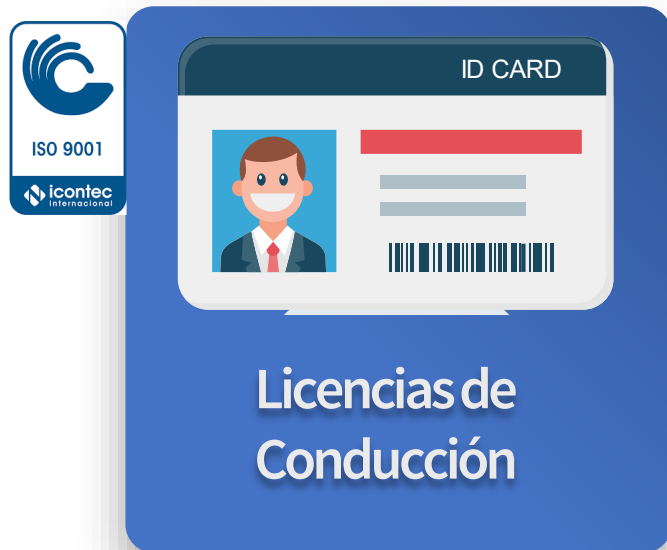 ISO 9001
icontec
internacional
ID CARD
Licencias de
Conducción